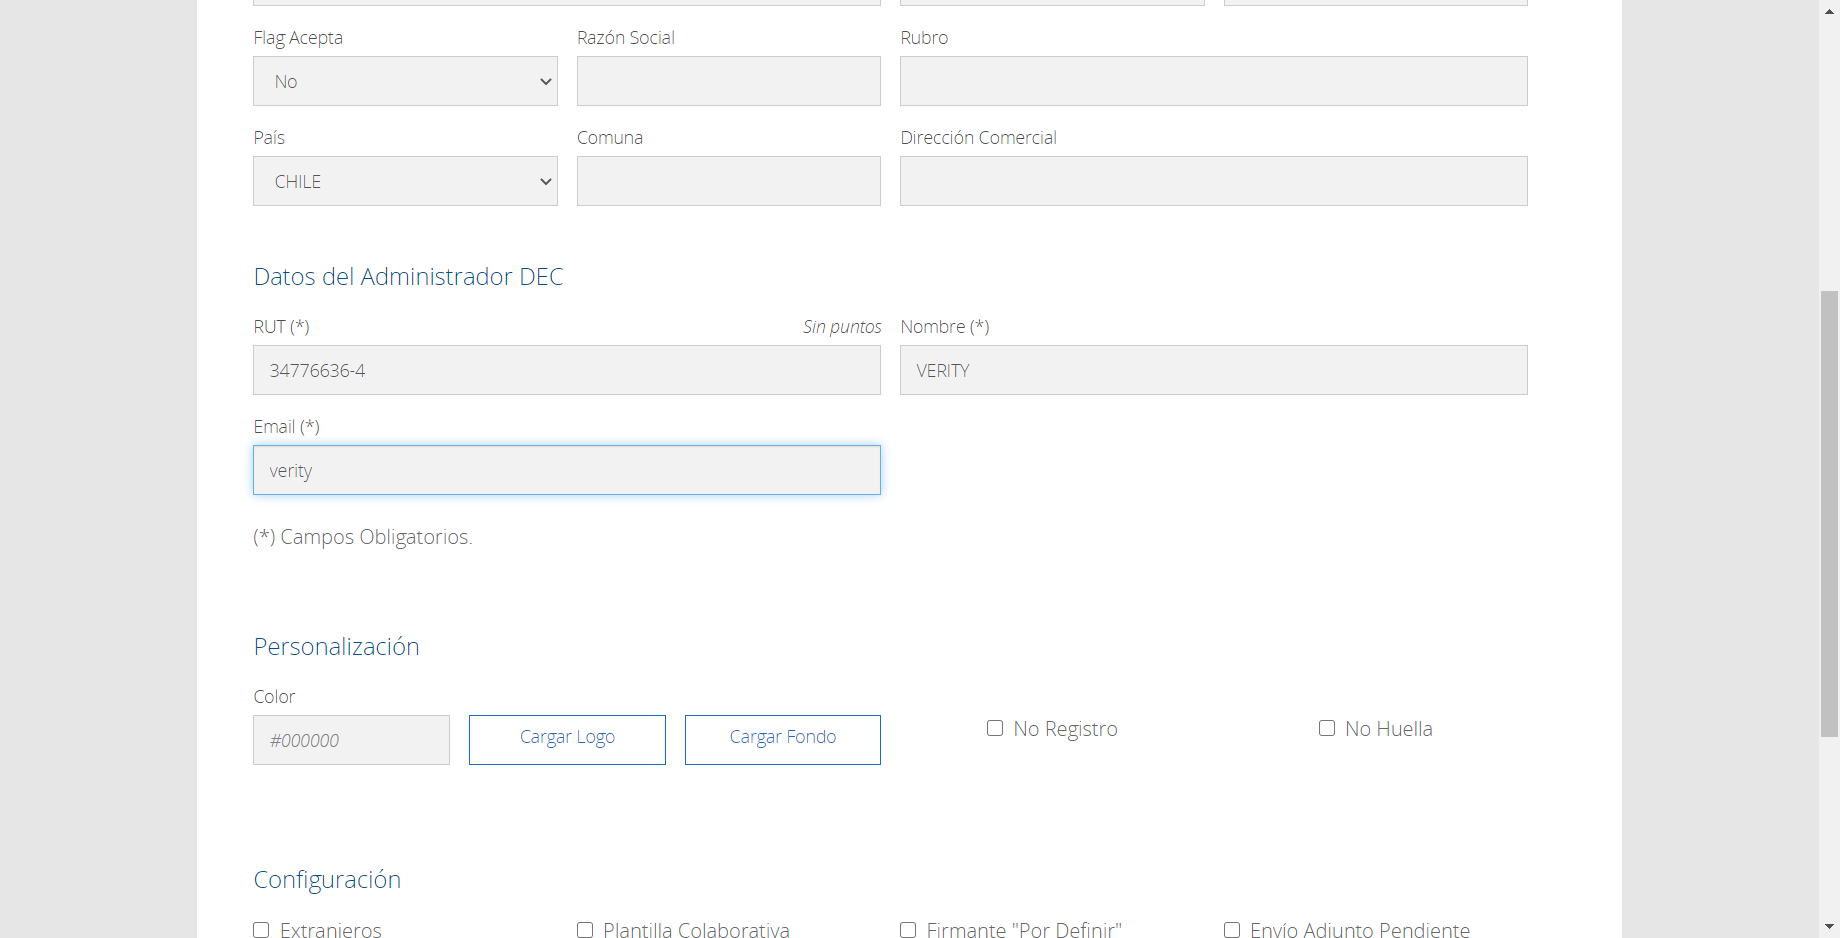 Flag Acepta
Razón Social
Rubro
No
País
Comuna
Dirección Comercial
CHILE
Datos del Administrador DEC
RUT (*)
Sin puntos
Nombre (*)
34776636-4
VERITY
Email (*)
verity
(*) Campos Obligatorios.
Personalización
Color
#000000
Cargar Logo
Cargar Fondo
No Registro
No Huella
Configuración
Extranieros
Plantilla Colaborativa
Firmante "Por Definir"
Envío Adiunto Pendiente